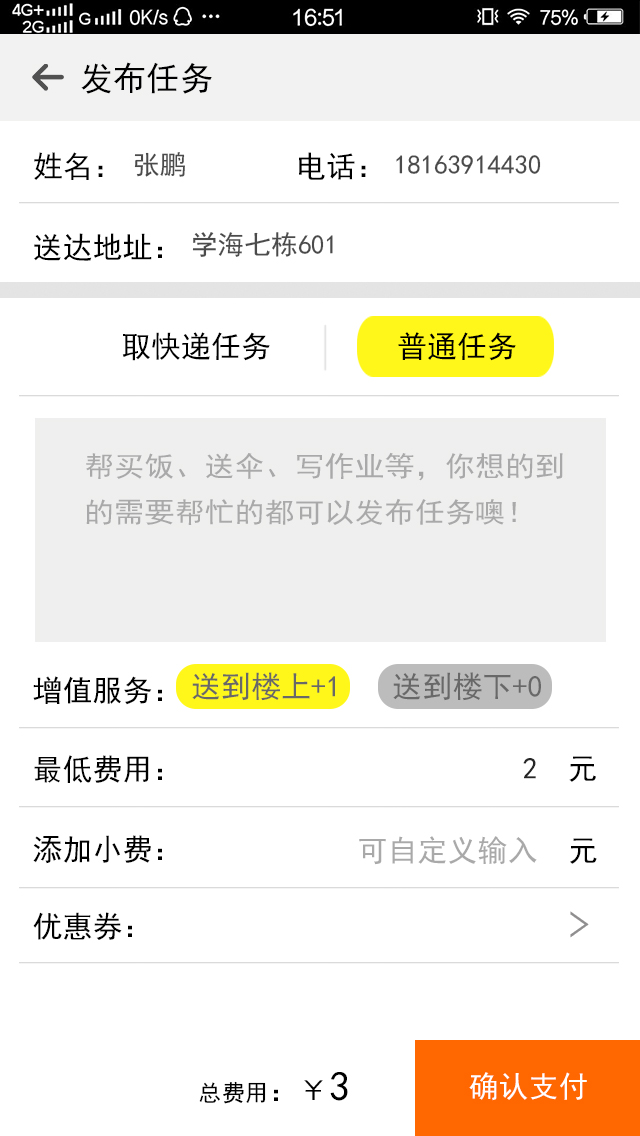 4G+ 2G G 0K/s ... 16:51 75%
发布任务
姓名： 张鹏 电话： 18163914430
送达地址： 学海七栋601
取快递任务 普通任务
帮买饭、送伞、写作业等，你想的到
的需要帮忙的都可以发布任务噢！
增值服务： 送到楼上+1 送到楼下+0
最低费用： 2 元
添加小费： 可自定义输入 元
优惠券：
总费用： ￥3 确认支付